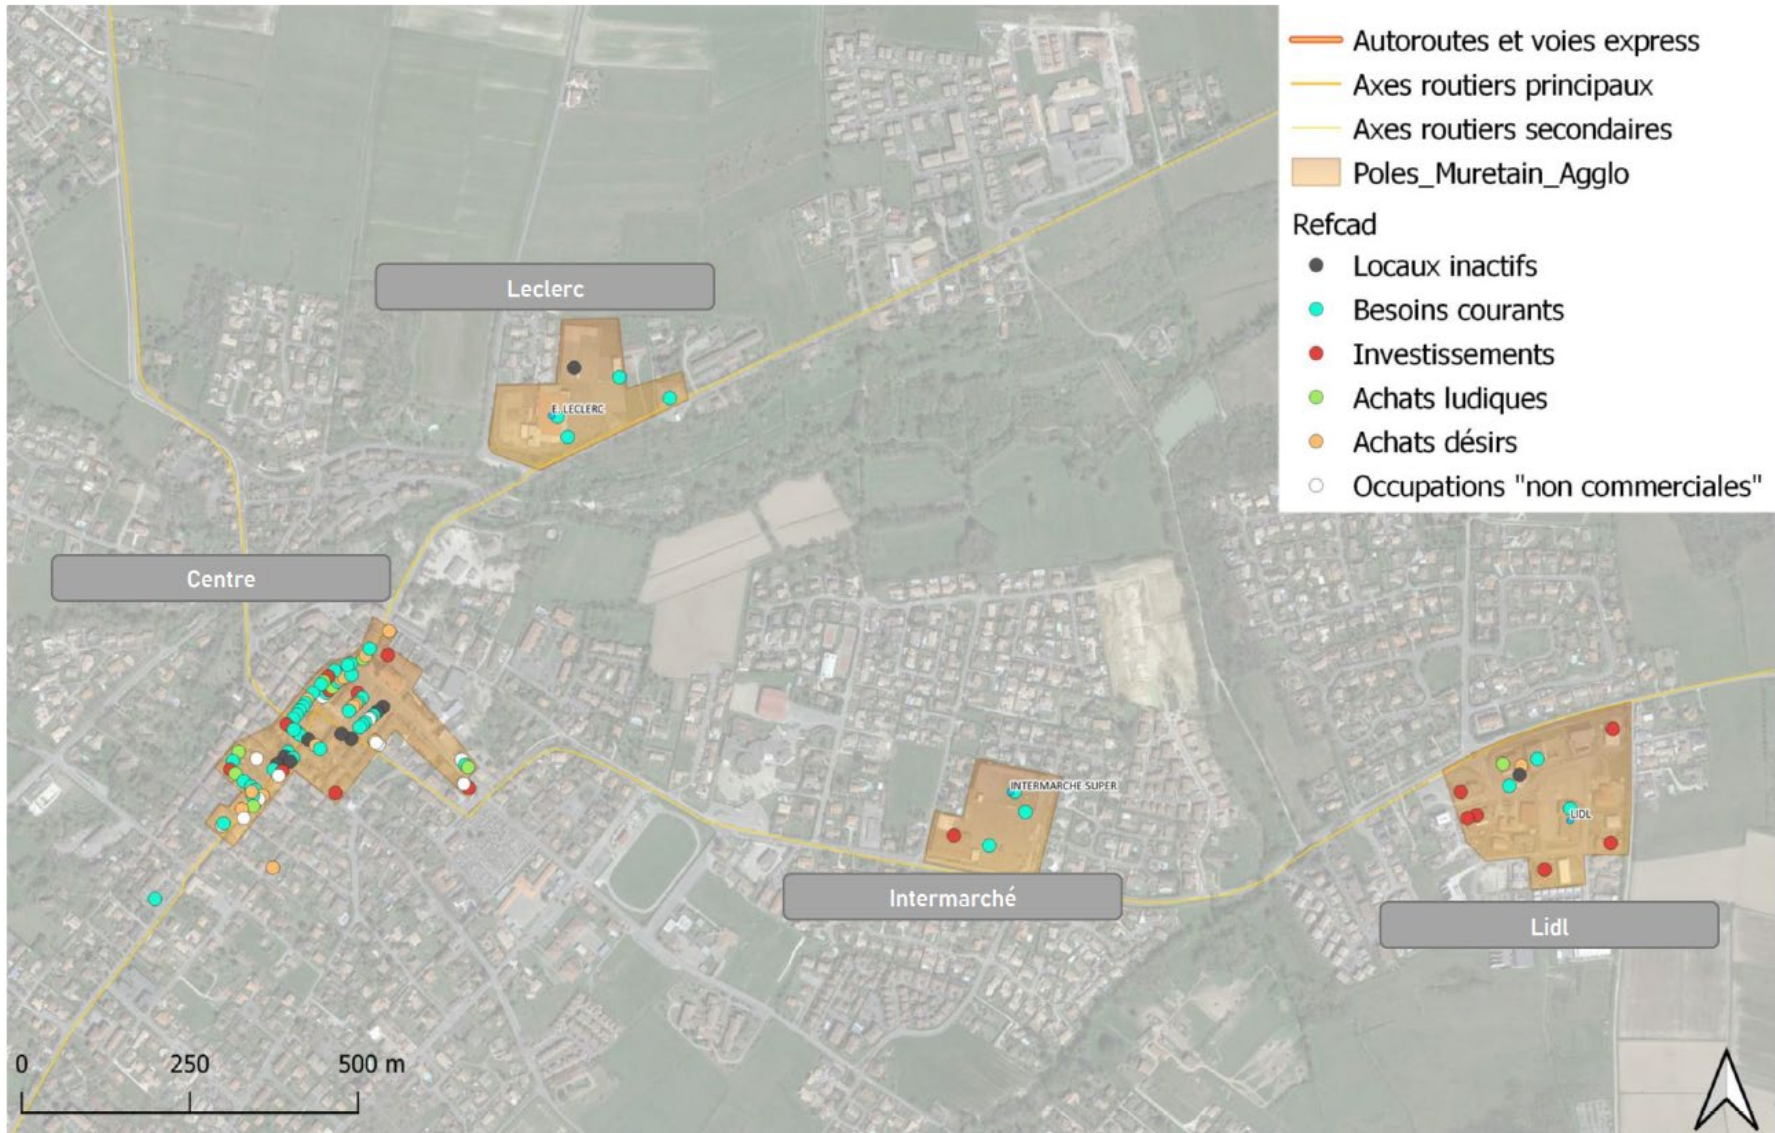 Autoroutes et voies express
Axes routiers principaux
Axes routiers secondaires
Poles_Muretain_Agglo
Refcad
Locaux inactifs
Besoins courants
Investissements
Achats ludiques
Achats désirs
Occupations "non commerciales"
Leclerc
E. LECLERC
Centre
INTERMARCHE SUPER
LIDL
Intermarché
Lidl
0 250 500 m